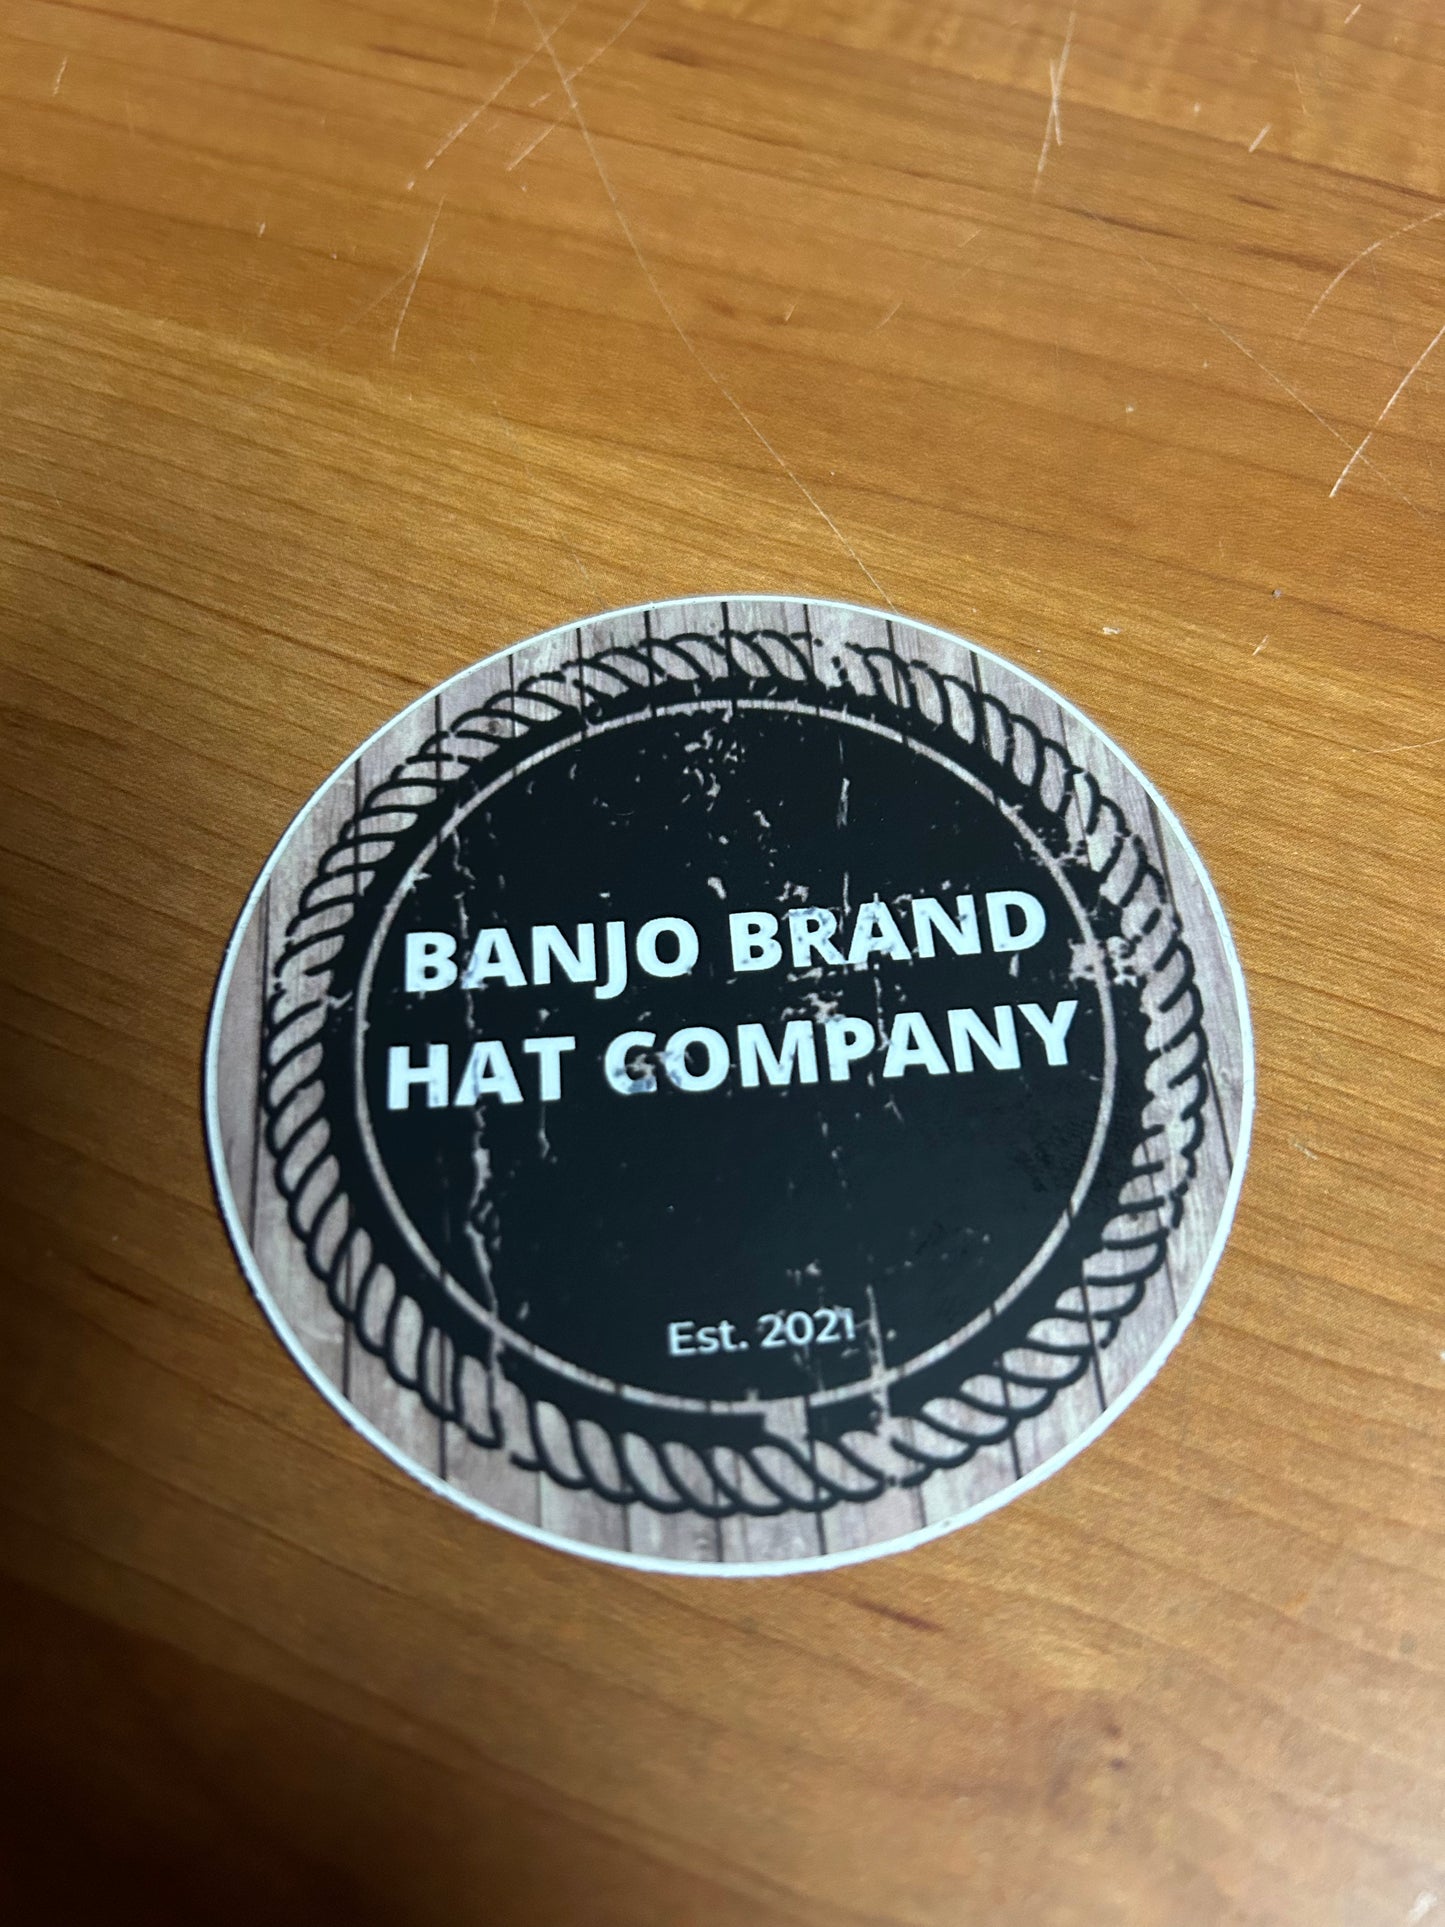 BANJO BRAND
HAT COMPANY
Est. 2021